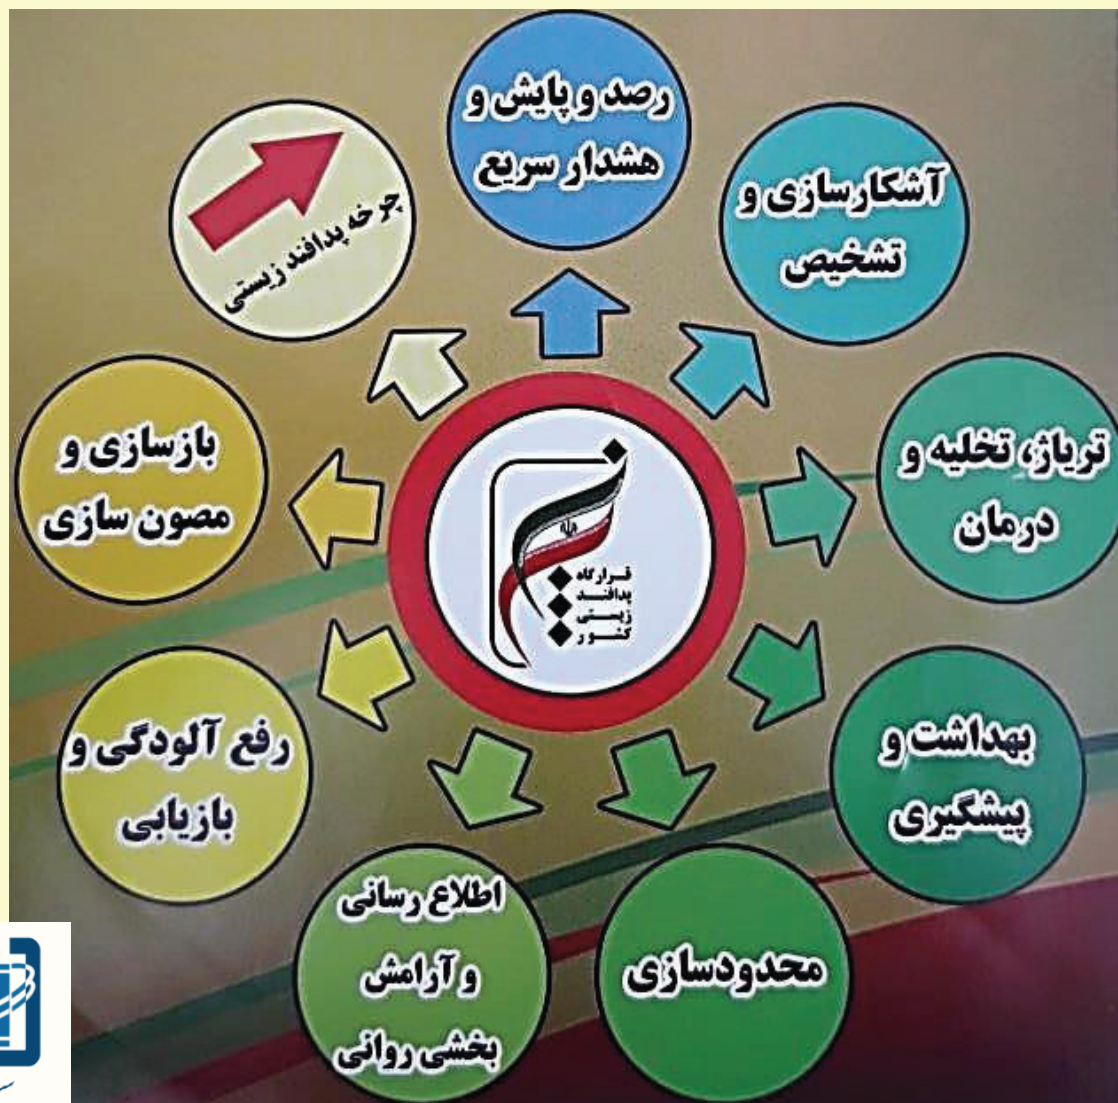 رصد و پایش و
هشدار سریع
آشکارسازی و
تشخیص
تریاژ، تخلیه و
درمان
بهداشت و
پیشگیری
محدودسازی
اطلاع رسانی
و آرامش
بخشی روانی
رفع آلودگی و
بازیابی
بازسازی و
مصون سازی
چرخه پدافند زیستی
قرارگاه
پدافند
زیستی
کشور